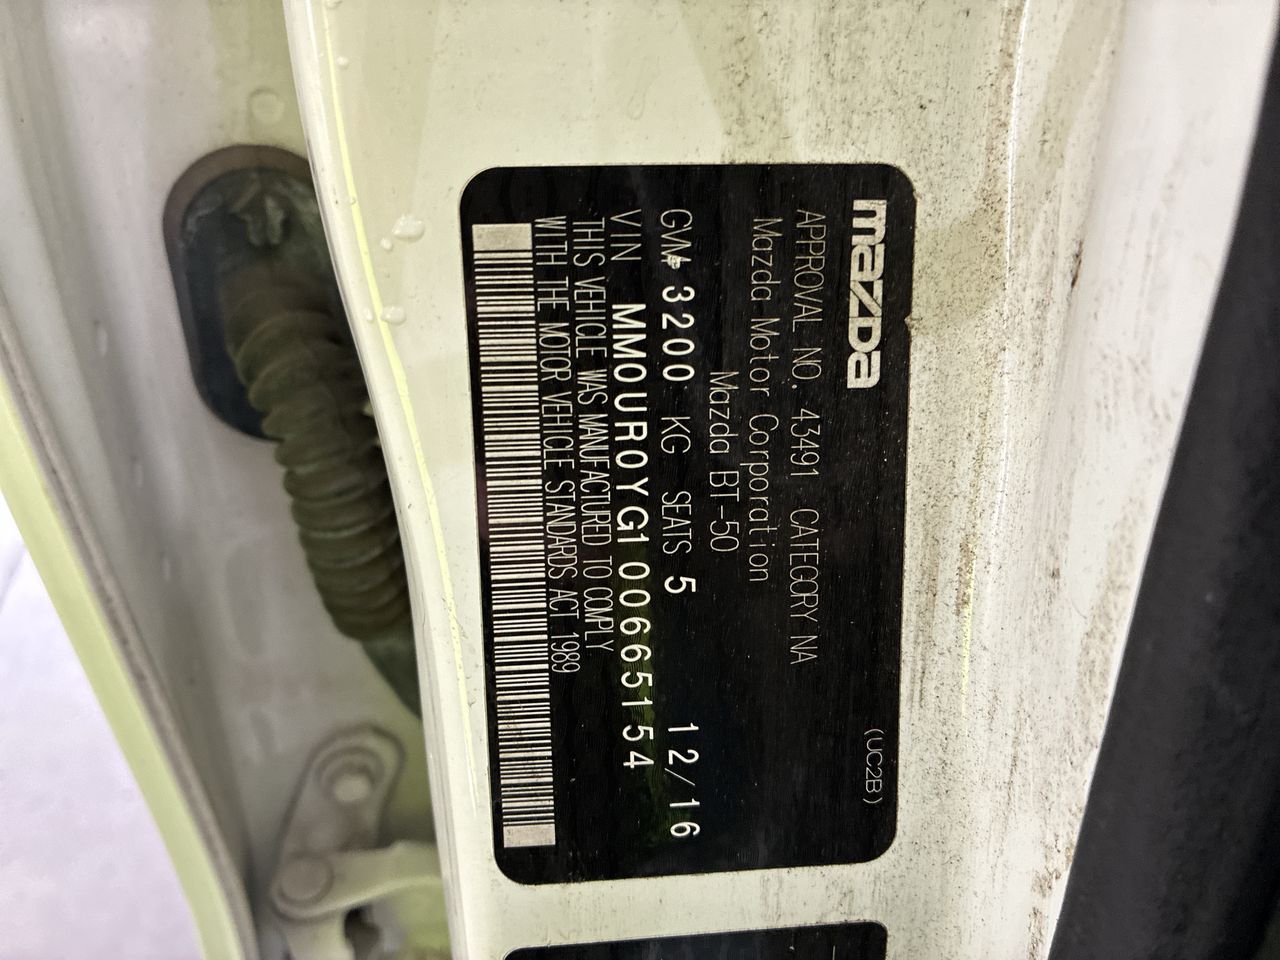 mazda
(UC2B)
APPROVAL NO. 43491 CATEGORY NA
Mazda Motor Corporation
Mazda BT-50
GVM 3200 KG SEATS 5 12/16
VIN MM0UR0YG100665154
THIS VEHICLE WAS MANUFACTURED TO COMPLY
WITH THE MOTOR VEHICLE STANDARDS ACT 1989